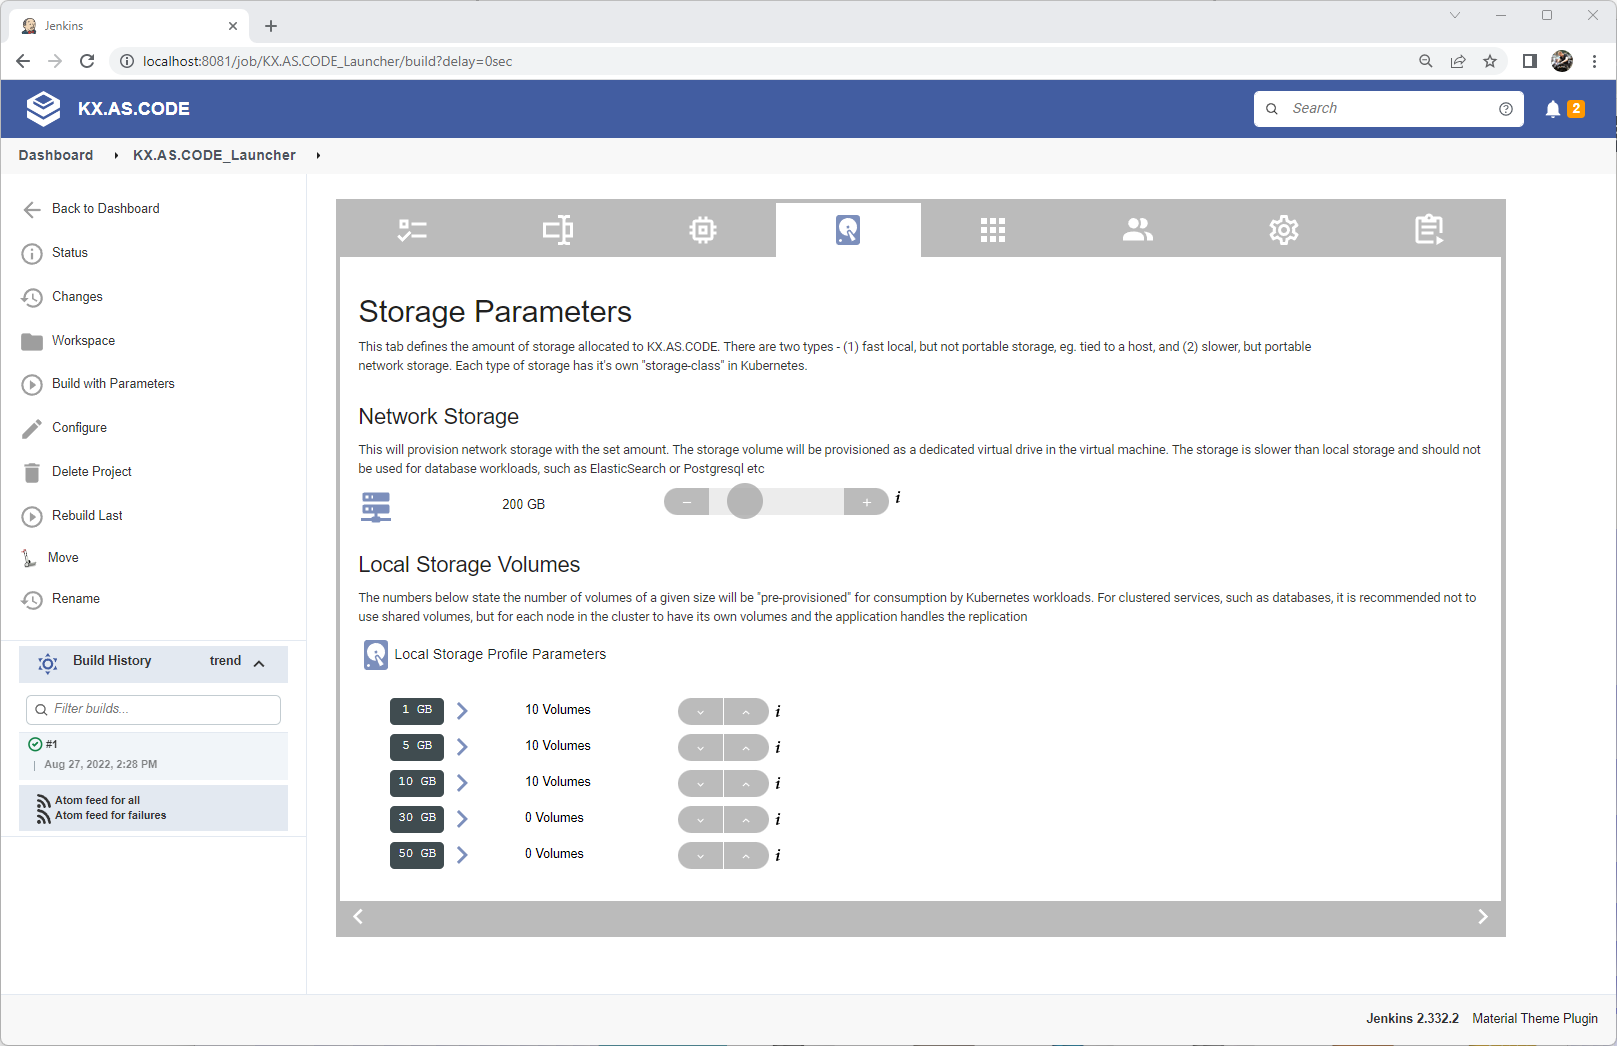 Jenkins
localhost:8081/job/KX.AS.CODE_Launcher/build?delay=0sec
KX.AS.CODE
Search
2
Dashboard
KX.AS.CODE_Launcher
Back to Dashboard
Status
Changes
Workspace
Build with Parameters
Configure
Delete Project
Rebuild Last
Move
Rename
Build History trend
Filter builds...
#1
Aug 27, 2022, 2:28 PM
Atom feed for all
Atom feed for failures
Storage Parameters
This tab defines the amount of storage allocated to KX.AS.CODE. There are two types - (1) fast local, but not portable storage, eg. tied to a host, and (2) slower, but portable
network storage. Each type of storage has it's own "storage-class" in Kubernetes.
Network Storage
This will provision network storage with the set amount. The storage volume will be provisioned as a dedicated virtual drive in the virtual machine. The storage is slower than local storage and should not
be used for database workloads, such as ElasticSearch or Postgresql etc
200 GB − + i
Local Storage Volumes
The numbers below state the number of volumes of a given size will be "pre-provisioned" for consumption by Kubernetes workloads. For clustered services, such as databases, it is recommended not to
use shared volumes, but for each node in the cluster to have its own volumes and the application handles the replication
Local Storage Profile Parameters
1 GB 10 Volumes i
5 GB 10 Volumes i
10 GB 10 Volumes i
30 GB 0 Volumes i
50 GB 0 Volumes i
Jenkins 2.332.2 Material Theme Plugin